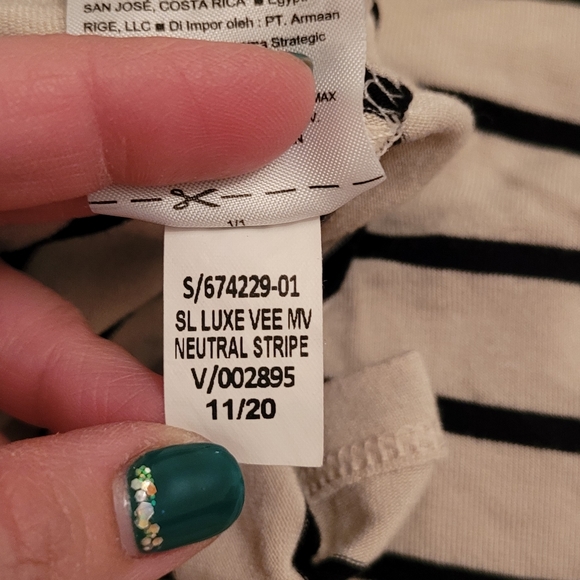 SAN JOSÉ, COSTA RICA ■ Egypt
RIGE, LLC ■ Di Impor oleh : PT. Armaan
Strategic
MAX
1/1
S/674229-01
SL LUXE VEE MV
NEUTRAL STRIPE
V/002895
11/20